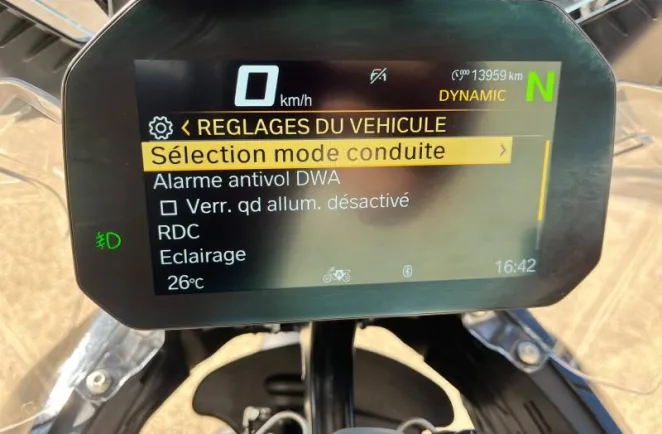 0 km/h
13959 km
DYNAMIC N
< REGLAGES DU VEHICULE
Sélection mode conduite >
Alarme antivol DWA
Verr. qd allum. désactivé
RDC
Eclairage
26°C
16:42